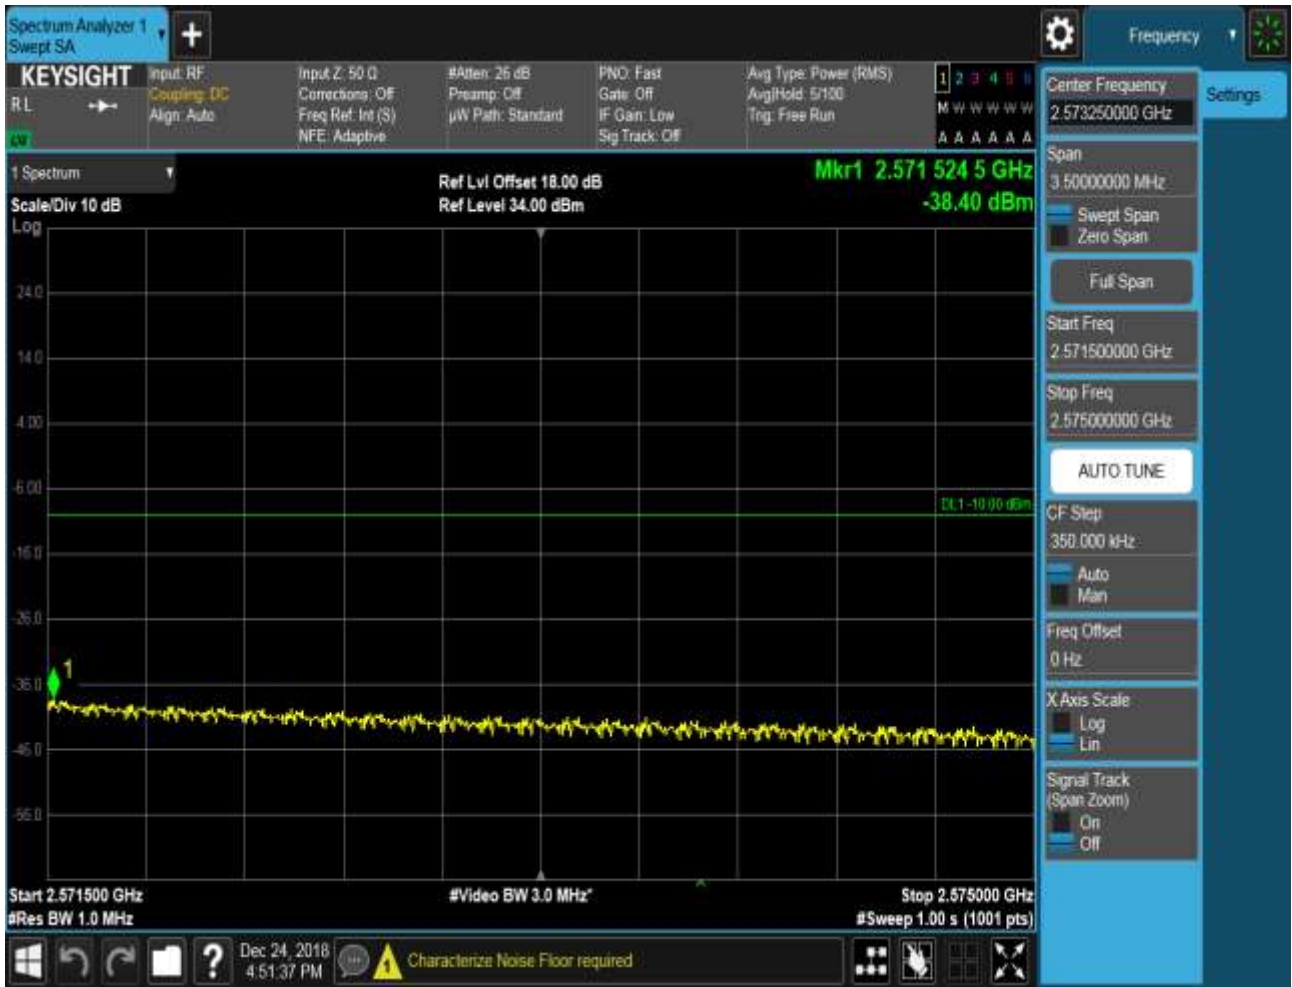 Spectrum Analyzer 1
Swept SA
+
Frequency
KEYSIGHT
RL
Input: RF
Coupling: DC
Align: Auto
Input Z: 50 Ω
Corrections: Off
Freq Ref: Int (S)
NFE: Adaptive
#Atten: 26 dB
Preamp: Off
µW Path: Standard
PNO: Fast
Gate: Off
IF Gain: Low
Sig Track: Off
Avg Type: Power (RMS)
Avg|Hold: 5/100
Trig: Free Run
1 2 3 4 5 6
M W W W W W
A A A A A A
1 Spectrum
Scale/Div 10 dB
Log
Ref Lvl Offset 18.00 dB
Ref Level 34.00 dBm
Mkr1 2.571 524 5 GHz
-38.40 dBm
24.0
14.0
4.00
-6.00
-16.0
-26.0
-36.0
-46.0
-56.0
DL1 -10.00 dBm
1
Start 2.571500 GHz
#Res BW 1.0 MHz
#Video BW 3.0 MHz*
Stop 2.575000 GHz
#Sweep 1.00 s (1001 pts)
Center Frequency
2.573250000 GHz
Settings
Span
3.50000000 MHz
Swept Span
Zero Span
Full Span
Start Freq
2.571500000 GHz
Stop Freq
2.575000000 GHz
AUTO TUNE
CF Step
350.000 kHz
Auto
Man
Freq Offset
0 Hz
X Axis Scale
Log
Lin
Signal Track
(Span Zoom)
On
Off
?
Dec 24, 2018
4:51:37 PM
1
Characterize Noise Floor required